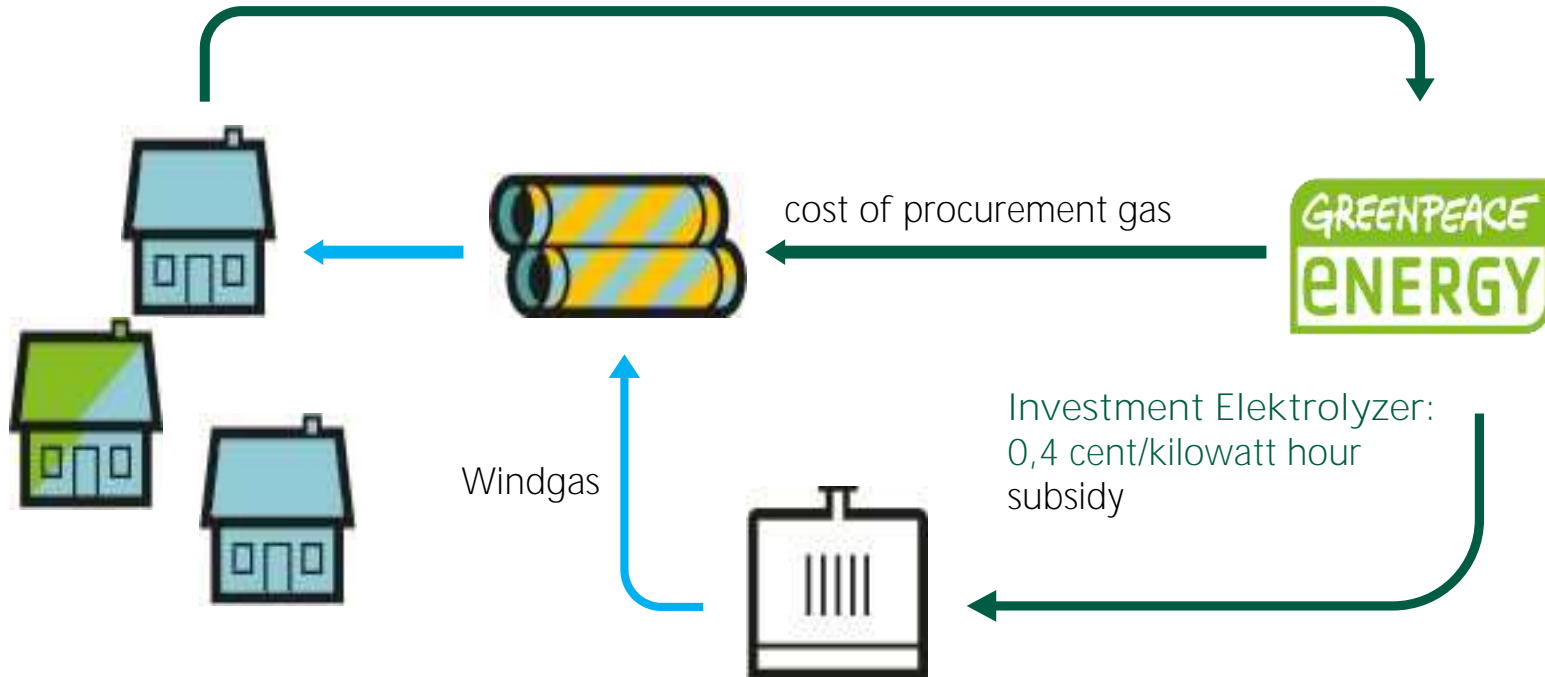 cost of procurement gas
GREENPEACE
eNERGY
Investment Elektrolyzer:
0,4 cent/kilowatt hour
subsidy
Windgas